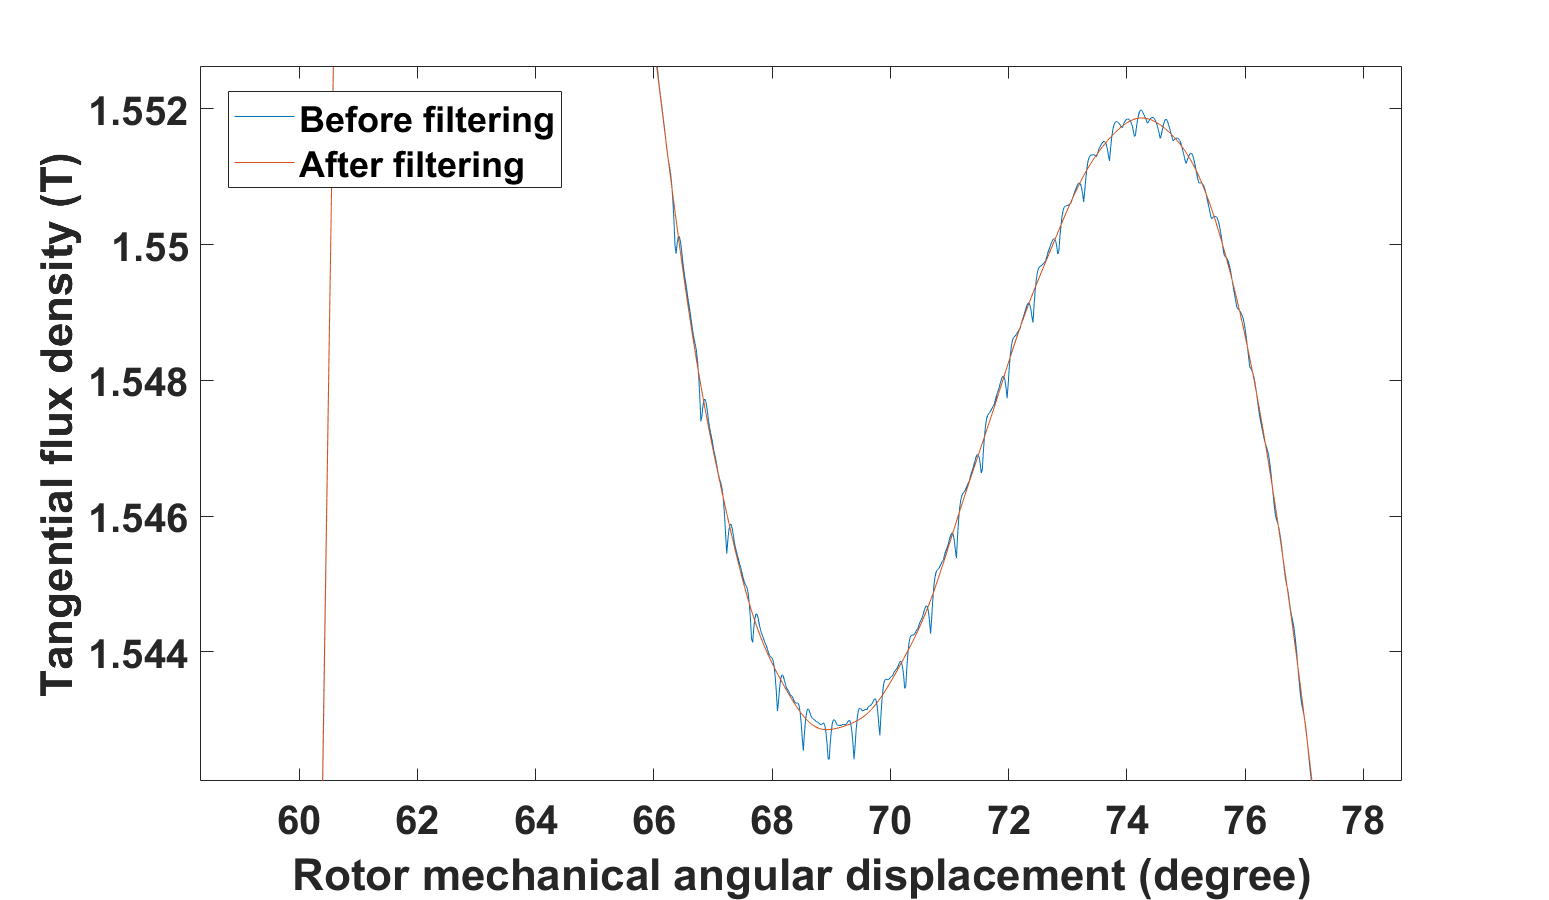 Before filtering
After filtering
Tangential flux density (T)
1.552
1.55
1.548
1.546
1.544
60 62 64 66 68 70 72 74 76 78
Rotor mechanical angular displacement (degree)